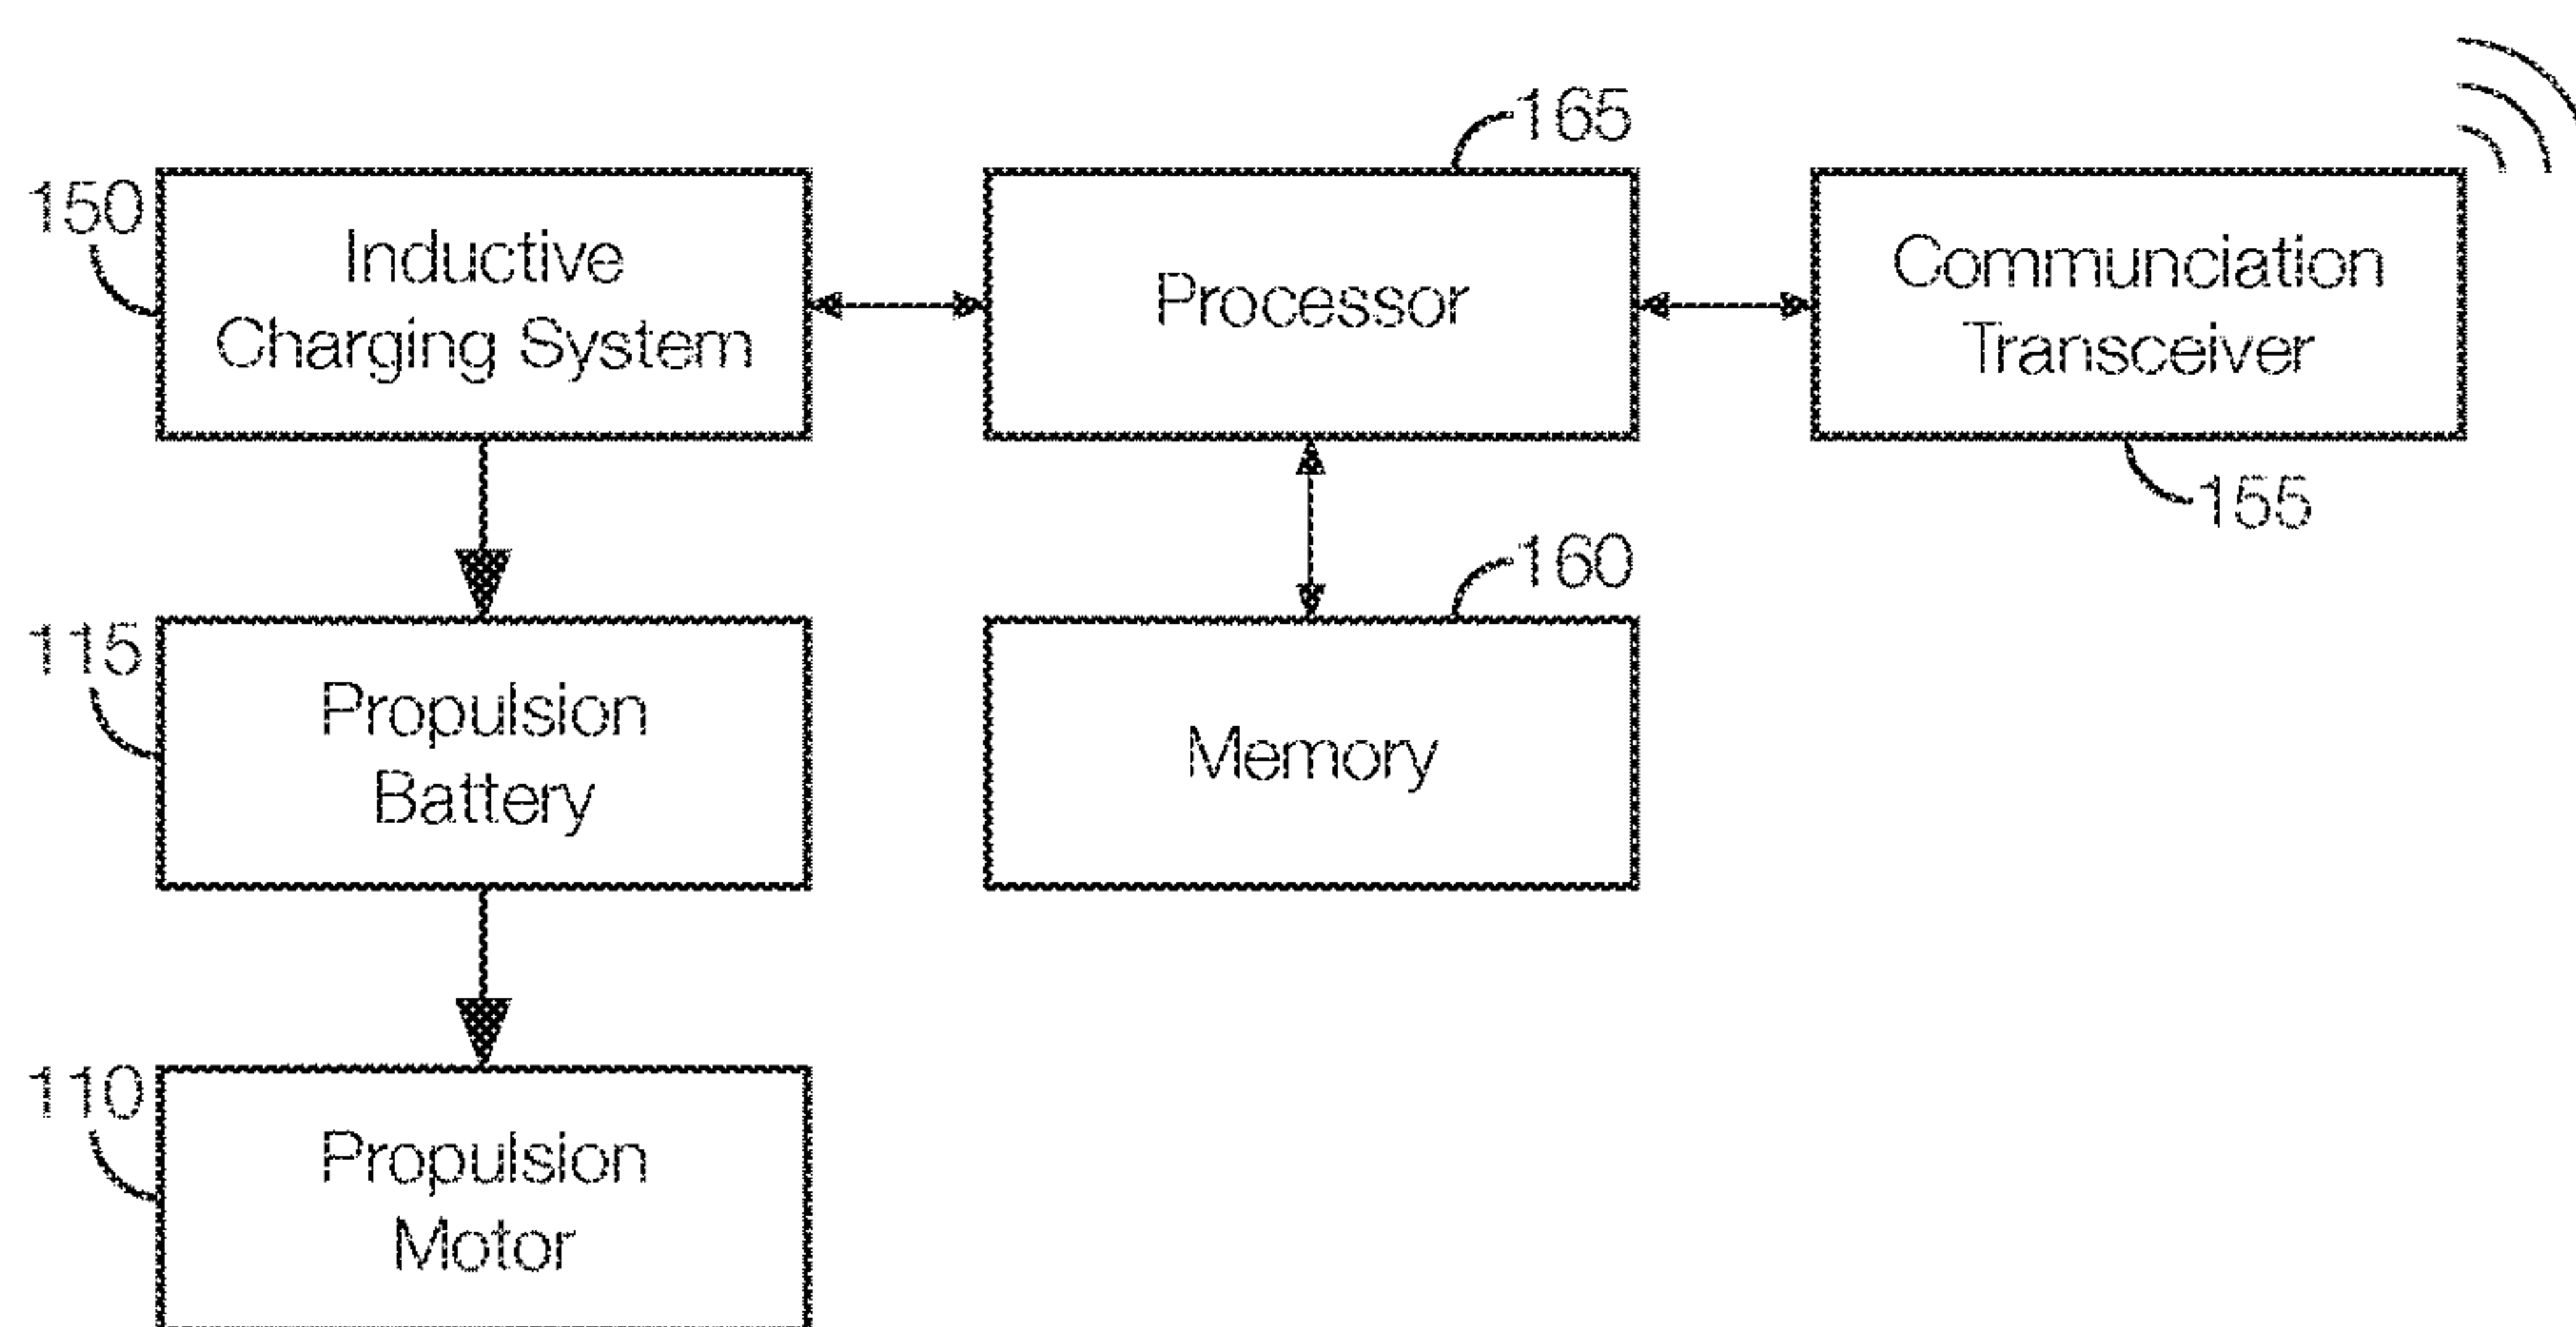 165
150
Inductive
Charging System
Processor
Communciation
Transceiver
155
160
115
Propulsion
Battery
Memory
110
Propulsion
Motor